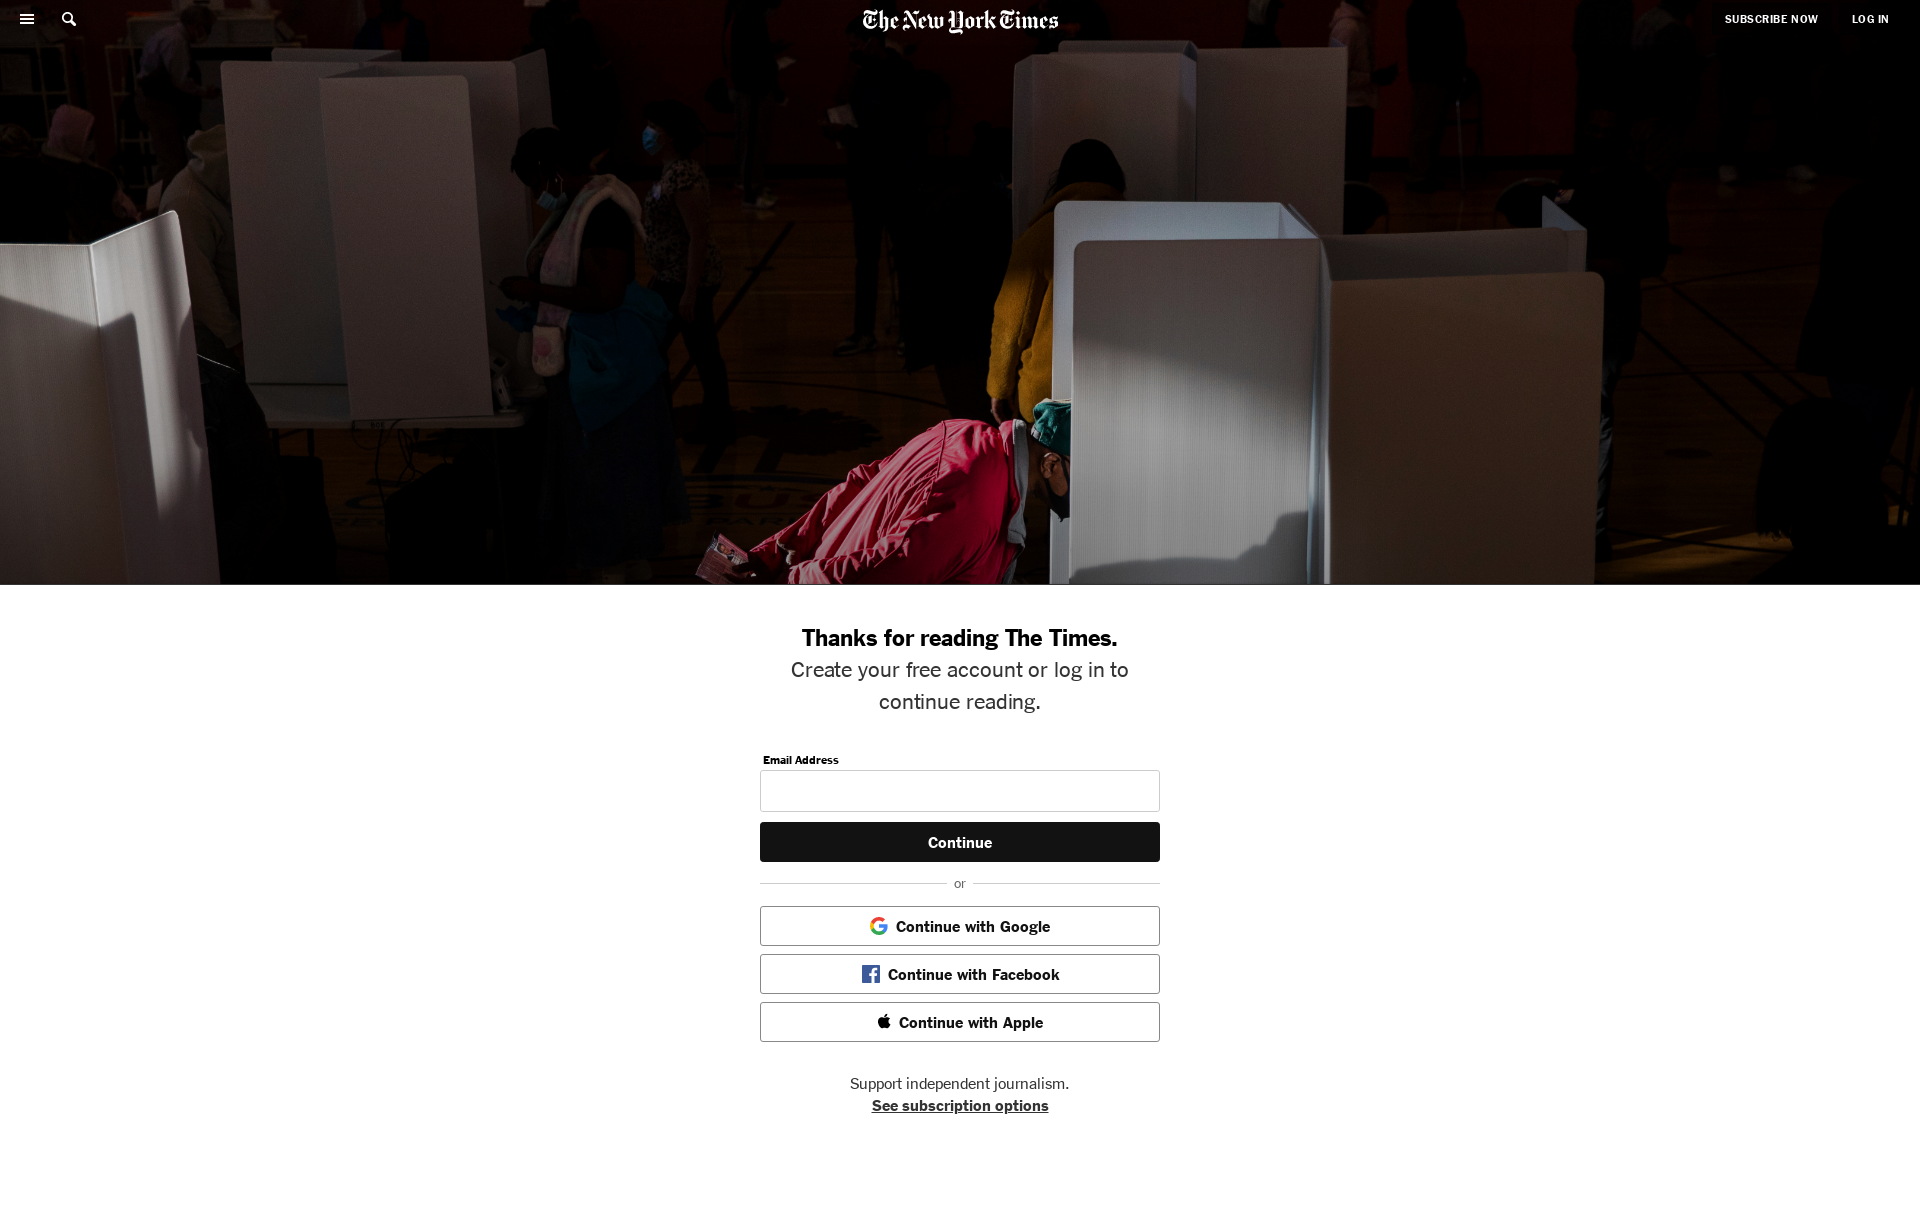 The New York Times
SUBSCRIBE NOW
LOG IN
Thanks for reading The Times.
Create your free account or log in to
continue reading.
Email Address
Continue
or
Continue with Google
Continue with Facebook
Continue with Apple
Support independent journalism.
See subscription options